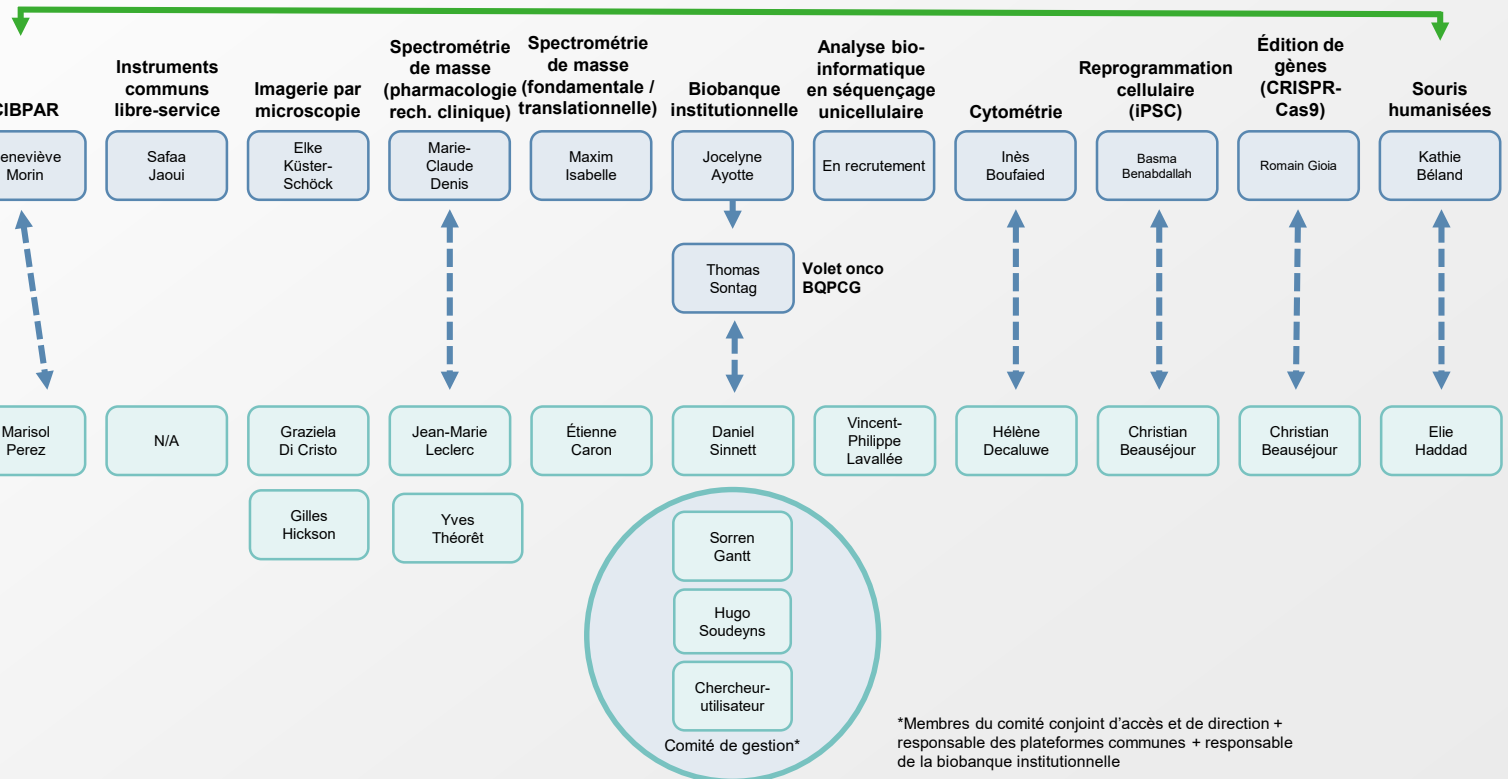 CIBPAR
Instruments
communs
libre-service
Imagerie par
microscopie
Spectrométrie
de masse
(pharmacologie
rech. clinique)
Spectrométrie
de masse
(fondamentale /
translationnelle)
Biobanque
institutionnelle
Analyse bio-
informatique
en séquençage
unicellulaire
Cytométrie
Reprogrammation
cellulaire
(iPSC)
Édition de
gènes
(CRISPR-
Cas9)
Souris
humanisées
eneviève
Morin
Safaa
Jaoui
Elke
Küster-
Schöck
Marie-
Claude
Denis
Maxim
Isabelle
Jocelyne
Ayotte
En recrutement
Inès
Boufaied
Basma
Benabdallah
Romain Gioia
Kathie
Béland
Thomas
Sontag
Volet onco
BQPCG
Marisol
Perez
N/A
Graziela
Di Cristo
Jean-Marie
Leclerc
Étienne
Caron
Daniel
Sinnett
Vincent-
Philippe
Lavallée
Hélène
Decaluwe
Christian
Beauséjour
Christian
Beauséjour
Elie
Haddad
Gilles
Hickson
Yves
Théorêt
Sorren
Gantt
Hugo
Soudeyns
Chercheur-
utilisateur
Comité de gestion*
*Membres du comité conjoint d’accès et de direction +
responsable des plateformes communes + responsable
de la biobanque institutionnelle